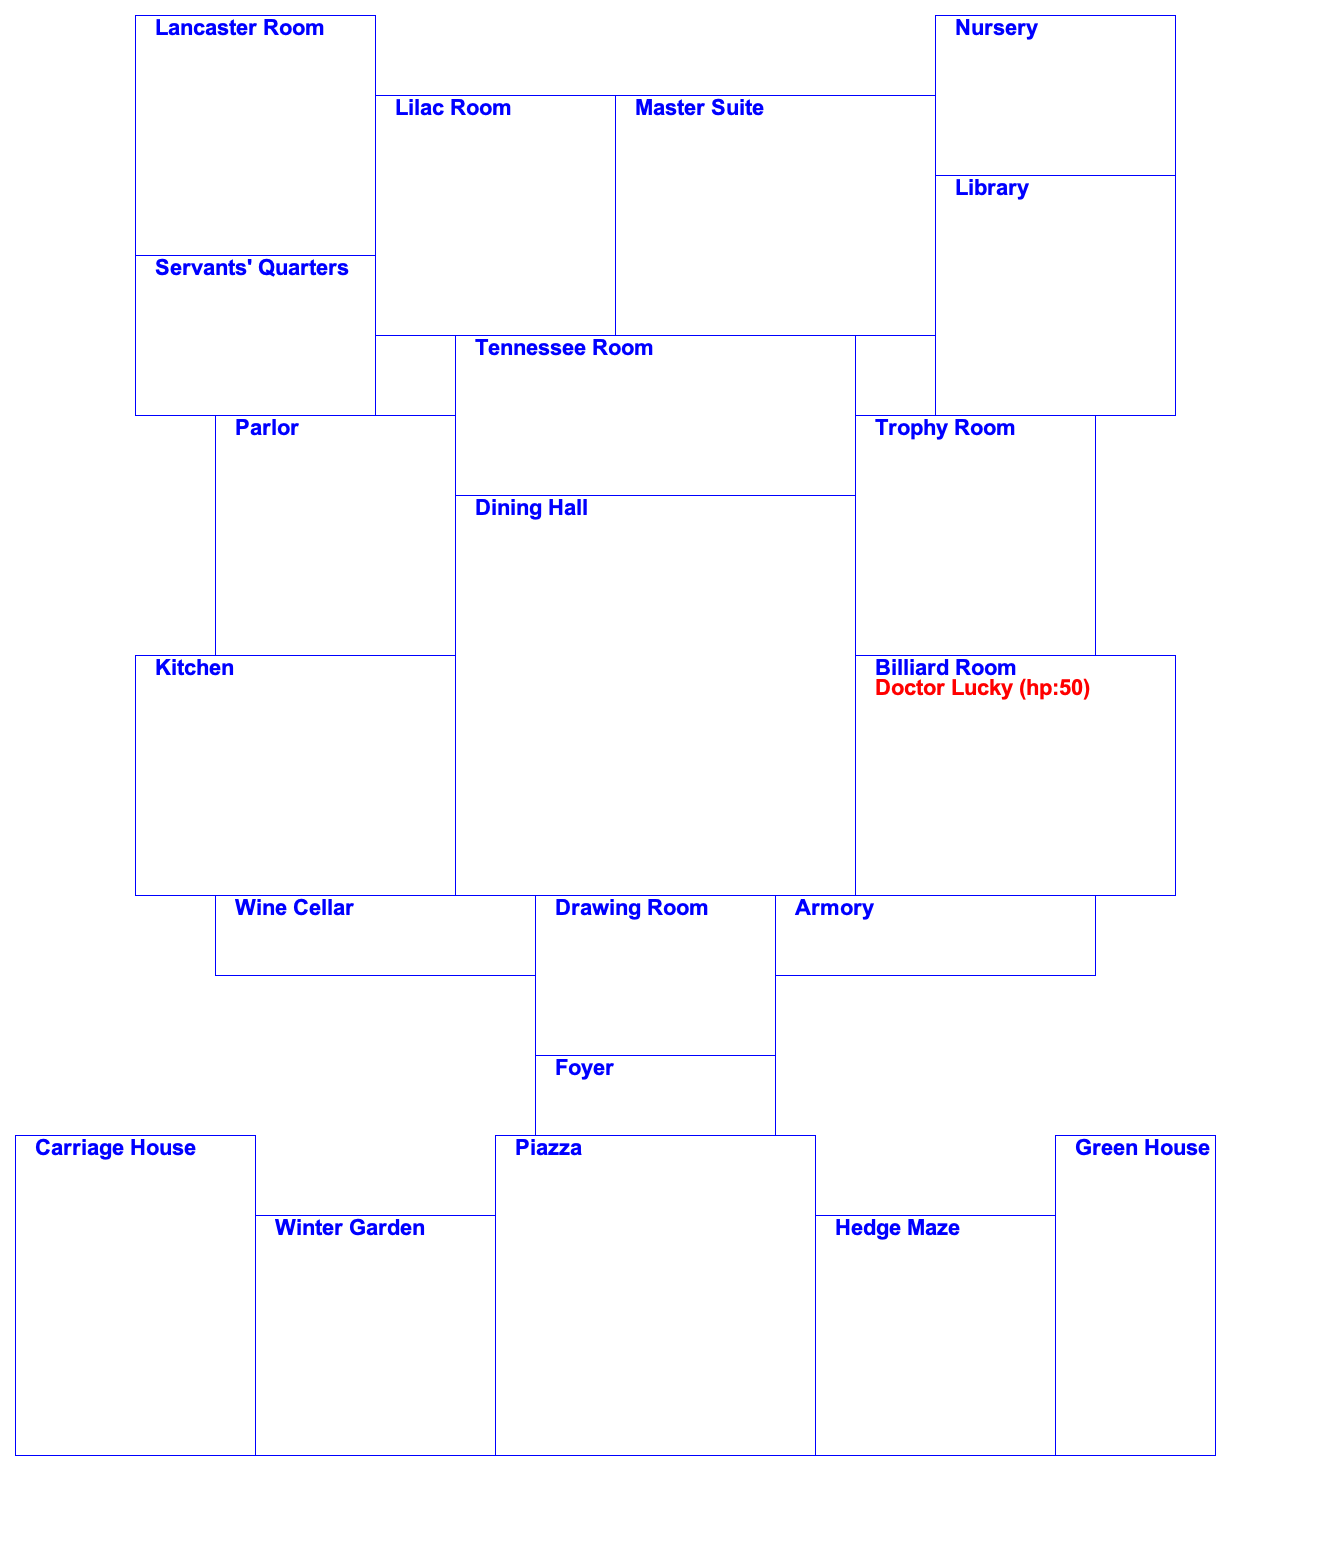 Lancaster Room
Nursery
Lilac Room
Master Suite
Library
Servants' Quarters
Tennessee Room
Parlor
Trophy Room
Dining Hall
Kitchen
Billiard Room
Doctor Lucky (hp:50)
Wine Cellar
Drawing Room
Armory
Foyer
Carriage House
Piazza
Green House
Winter Garden
Hedge Maze